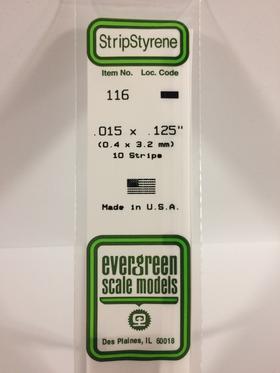 StripStyrene
Item No. Loc. Code
116
.015 x .125"
(0.4 x 3.2 mm)
10 Strips
Made in U.S.A.
evergreen
scale models
Des Plaines, IL 60018